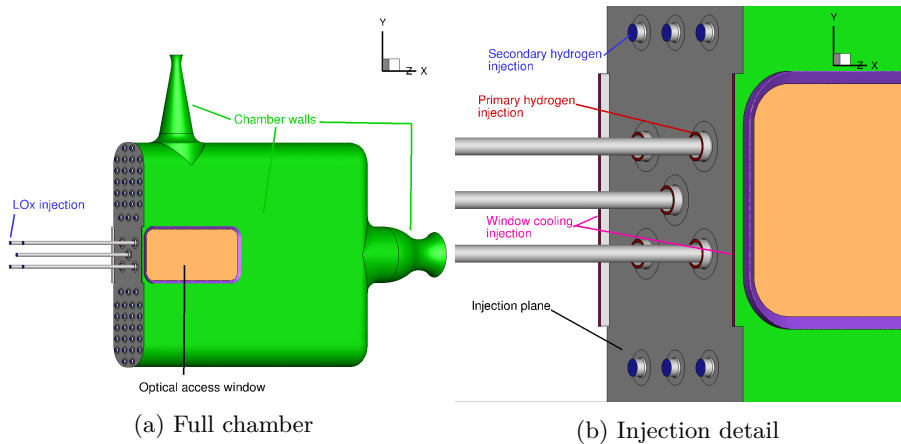 Y
Z X
Chamber walls
LOx injection
Optical access window
(a) Full chamber
Y
Z X
Secondary hydrogen
injection
Primary hydrogen
injection
Window cooling
injection
Injection plane
(b) Injection detail